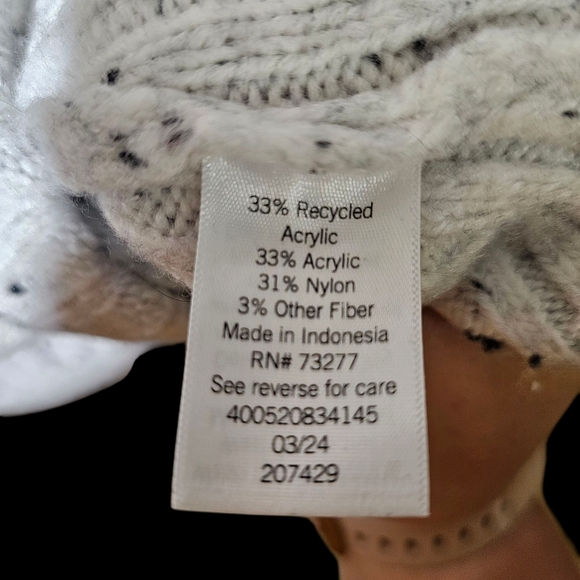 33% Recycled
Acrylic
33% Acrylic
31% Nylon
3% Other Fiber
Made in Indonesia
RN# 73277
See reverse for care
400520834145
03/24
207429